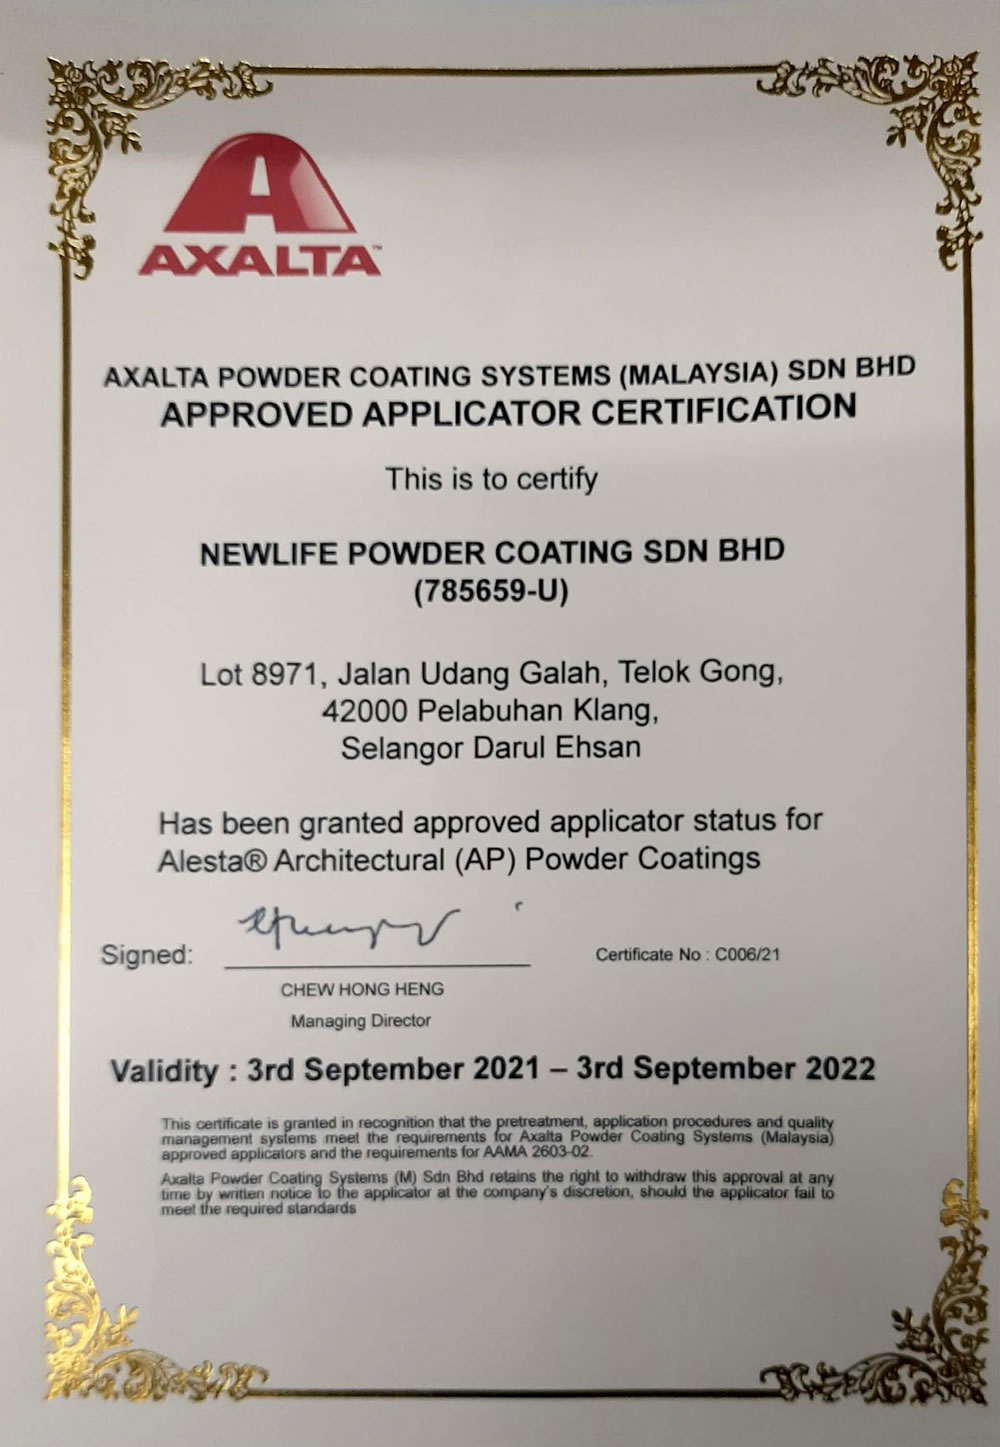 AXALTA™
AXALTA POWDER COATING SYSTEMS (MALAYSIA) SDN BHD
APPROVED APPLICATOR CERTIFICATION
This is to certify
NEWLIFE POWDER COATING SDN BHD
(785659-U)
Lot 8971, Jalan Udang Galah, Telok Gong,
42000 Pelabuhan Klang,
Selangor Darul Ehsan
Has been granted approved applicator status for
Alesta® Architectural (AP) Powder Coatings
Signed:
Certificate No : C006/21
CHEW HONG HENG
Managing Director
Validity : 3rd September 2021 – 3rd September 2022
This certificate is granted in recognition that the pretreatment, application procedures and quality
management systems meet the requirements for Axalta Powder Coating Systems (Malaysia)
approved applicators and the requirements for AAMA 2603-02.
Axalta Powder Coating Systems (M) Sdn Bhd retains the right to withdraw this approval at any
time by written notice to the applicator at the company's discretion, should the applicator fail to
meet the required standards